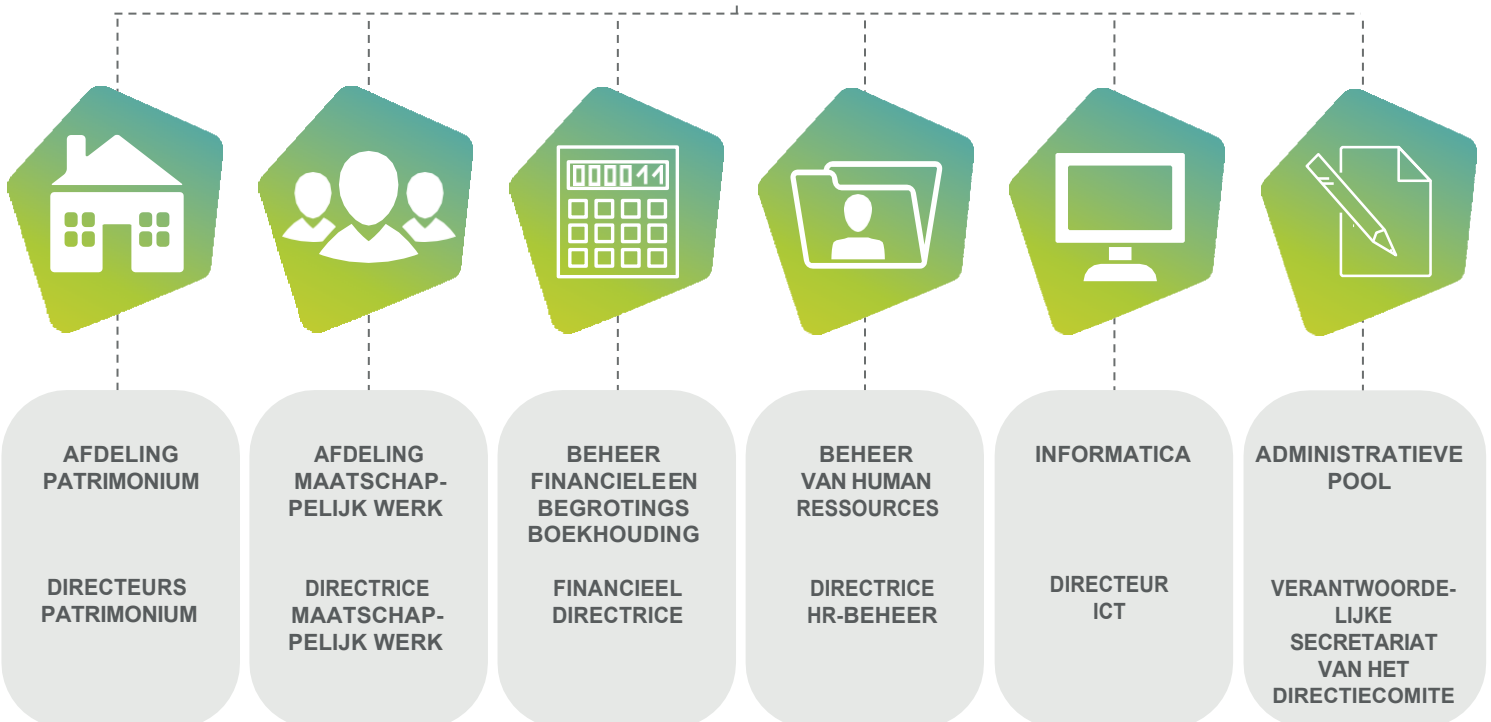 000011
AFDELING
PATRIMONIUM
DIRECTEURS
PATRIMONIUM
AFDELING
MAATSCHAP-
PELIJK WERK
DIRECTRICE
MAATSCHAP-
PELIJK WERK
BEHEER
FINANCIELE EN
BEGROTINGS
BOEKHOUDING
FINANCIEEL
DIRECTRICE
BEHEER
VAN HUMAN
RESSOURCES
DIRECTRICE
HR-BEHEER
INFORMATICA
DIRECTEUR
ICT
ADMINISTRATIEVE
POOL
VERANTWOORDE-
LIJKE
SECRETARIAT
VAN HET
DIRECTIECOMITE